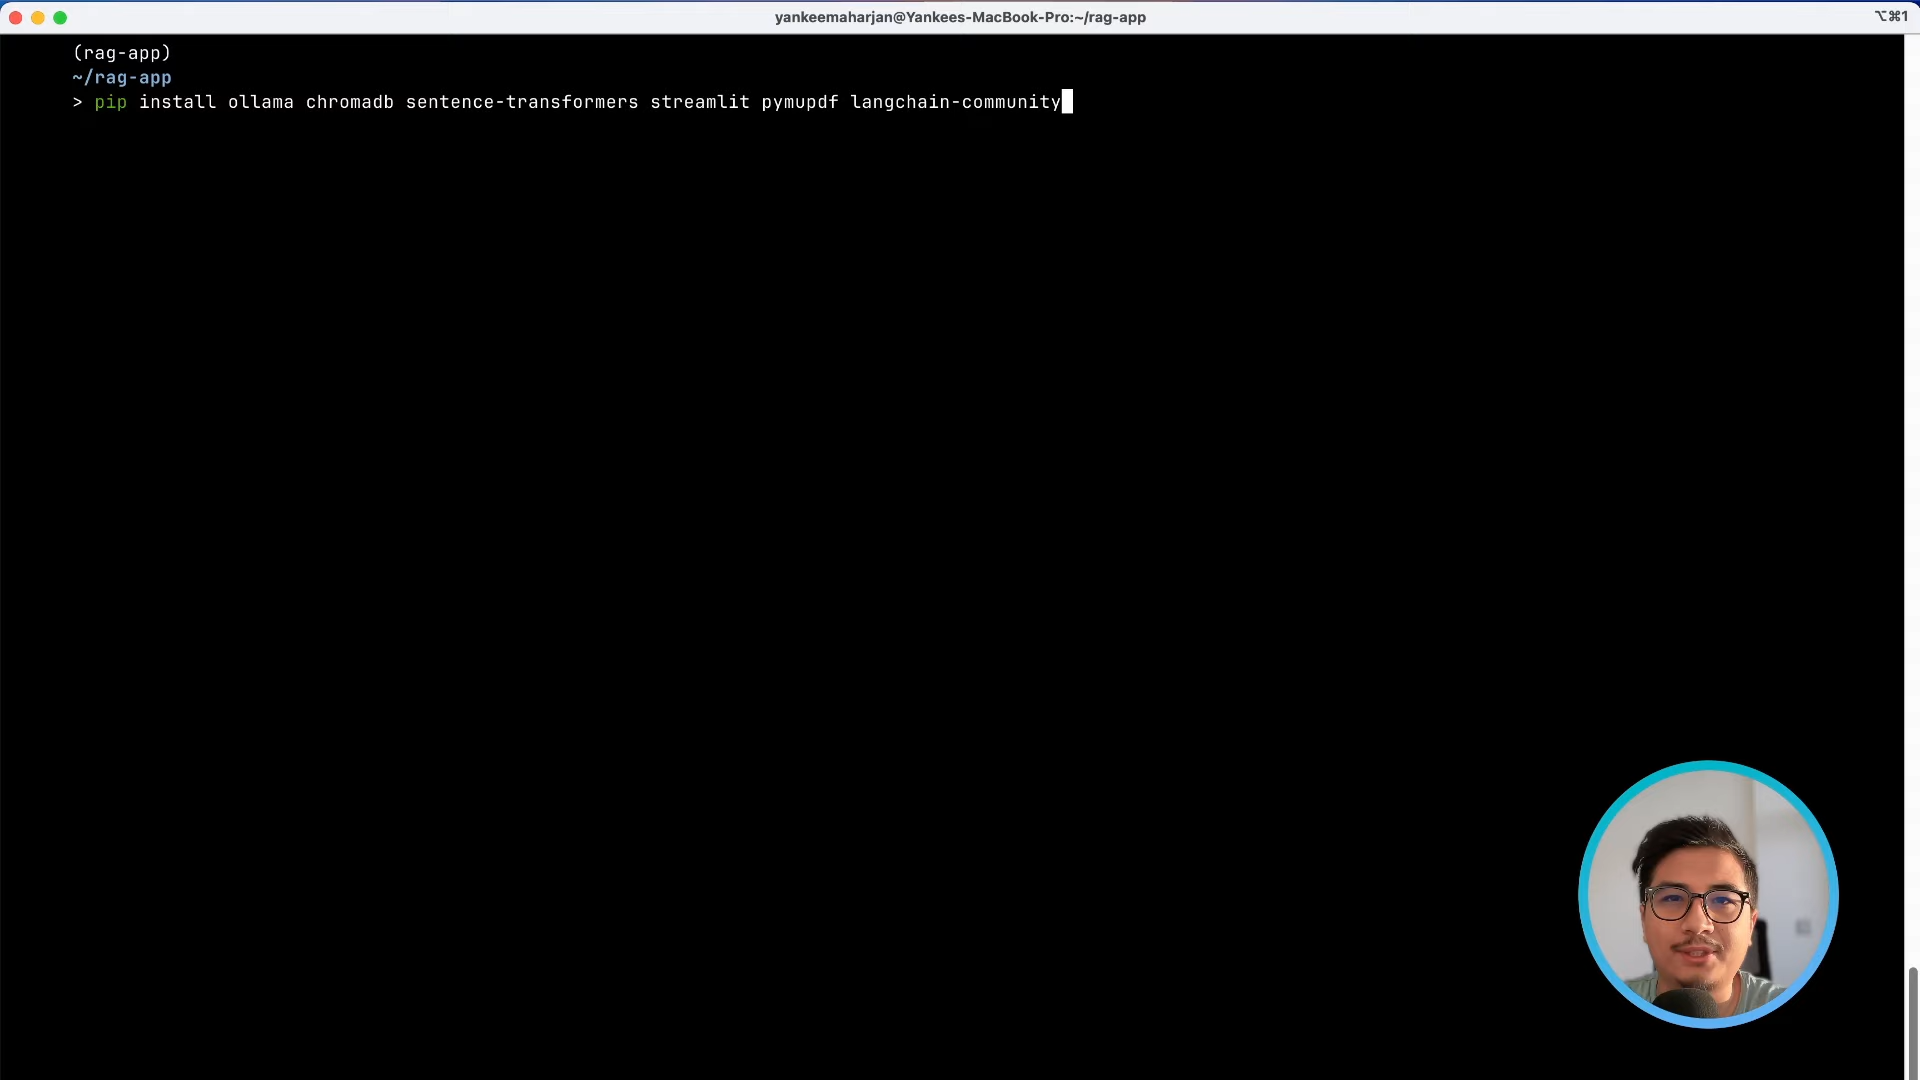 yankeemaharjan@Yankees-MacBook-Pro:~/rag-app
⌥⌘1
(rag-app)
~/rag-app
> pip install ollama chromadb sentence-transformers streamlit pymupdf langchain-community